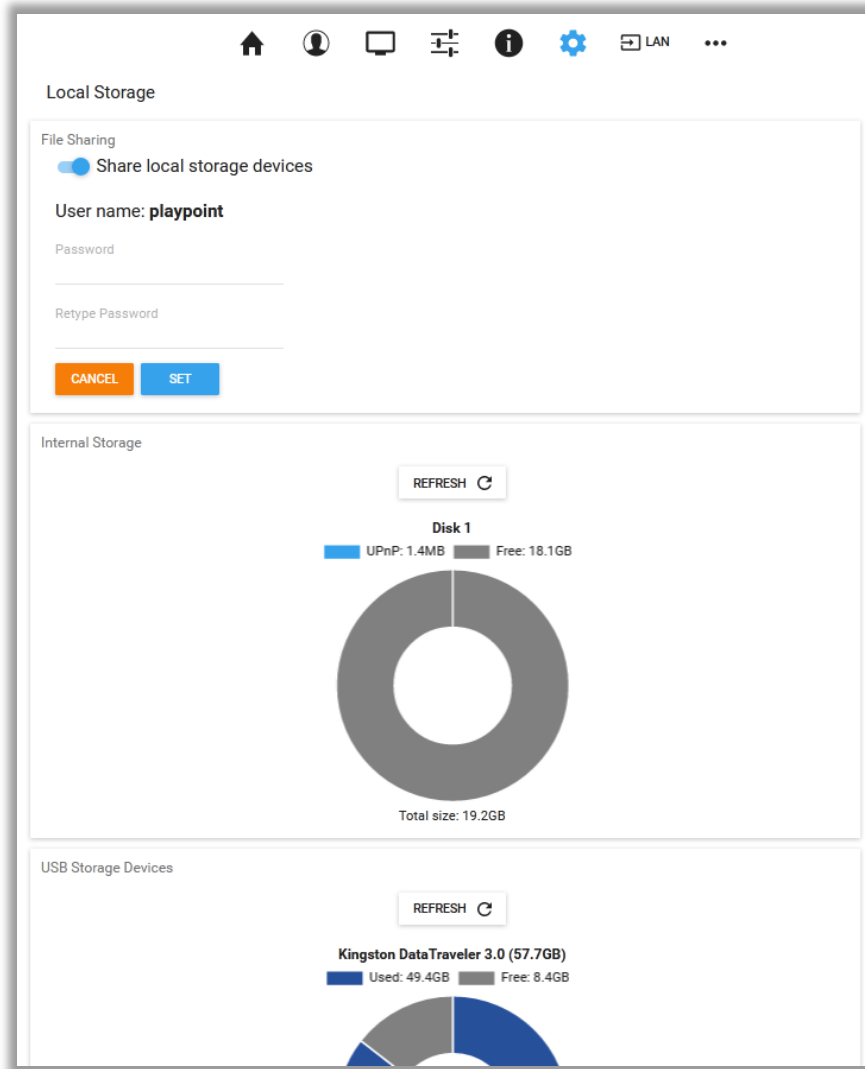 LAN
Local Storage
File Sharing
Share local storage devices
User name: playpoint
Password
Retype Password
CANCEL SET
Internal Storage
REFRESH
Disk 1
UPnP: 1.4MB Free: 18.1GB
Total size: 19.2GB
USB Storage Devices
REFRESH
Kingston DataTraveler 3.0 (57.7GB)
Used: 49.4GB Free: 8.4GB